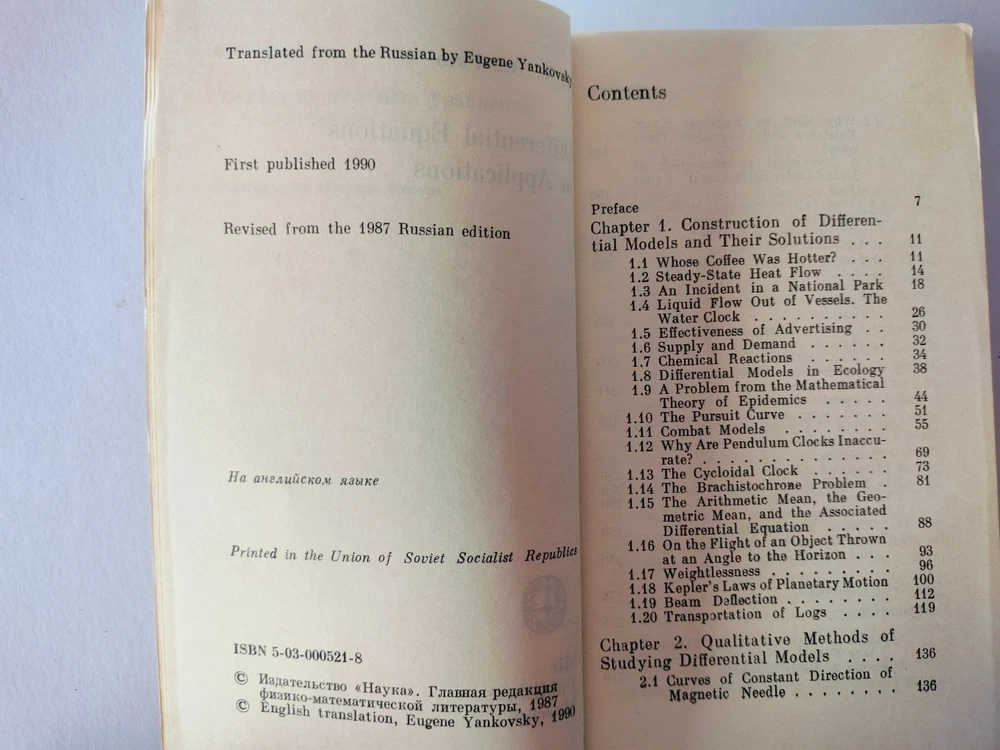 Translated from the Russian by Eugene Yankovsky
First published 1990
Revised from the 1987 Russian edition
На английском языке
Printed in the Union of Soviet Socialist Republics
ISBN 5-03-000521-8
© Издательство «Наука». Главная редакция
физико-математической литературы, 1987
© English translation, Eugene Yankovsky, 1990
Contents
Preface 7
Chapter 1. Construction of Differen-
tial Models and Their Solutions . . . 11
1.1 Whose Coffee Was Hotter? . . . 11
1.2 Steady-State Heat Flow . . . . 14
1.3 An Incident in a National Park 18
1.4 Liquid Flow Out of Vessels. The
Water Clock . . . . . . . . . . 26
1.5 Effectiveness of Advertising . . 30
1.6 Supply and Demand . . . . . . 32
1.7 Chemical Reactions . . . . . . 34
1.8 Differential Models in Ecology 38
1.9 A Problem from the Mathematical
Theory of Epidemics . . . . . 44
1.10 The Pursuit Curve . . . . . . . 51
1.11 Combat Models . . . . . . . . 55
1.12 Why Are Pendulum Clocks Inaccu-
rate? . . . . . . . . . . . . . . 69
1.13 The Cycloidal Clock . . . . . . 73
1.14 The Brachistochrone Problem . 81
1.15 The Arithmetic Mean, the Geo-
metric Mean, and the Associated
Differential Equation . . . . . 88
1.16 On the Flight of an Object Thrown
at an Angle to the Horizon . . . 93
1.17 Weightlessness . . . . . . . . . 96
1.18 Kepler's Laws of Planetary Motion 100
1.19 Beam Deflection . . . . . . . . 112
1.20 Transportation of Logs . . . . 119
Chapter 2. Qualitative Methods of
Studying Differential Models . . . . 136
2.1 Curves of Constant Direction of
Magnetic Needle . . . . . . . . 136